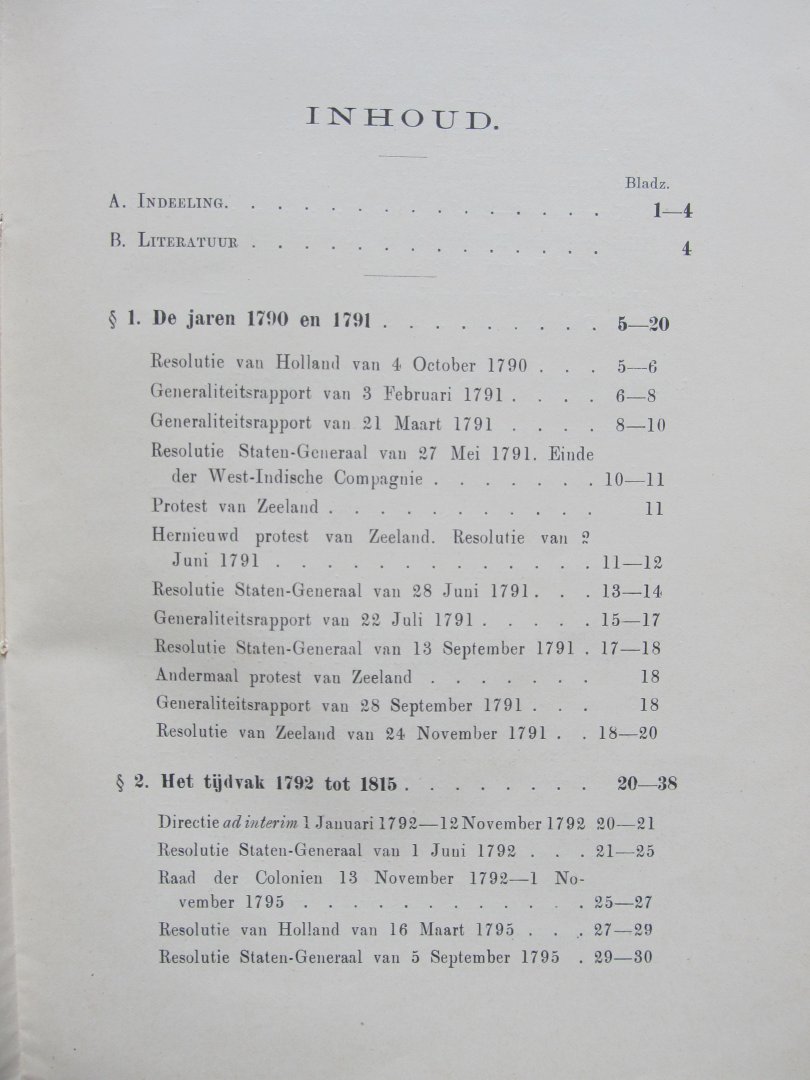 INHOUD.
Bladz.
A. INDEELING. . . . . . . . . . . . . . . 1—4
B. LITERATUUR . . . . . . . . . . . . . . 4
§ 1. De jaren 1790 en 1791 . . . . . . . . . 5—20
Resolutie van Holland van 4 October 1790 . . . 5—6
Generaliteitsrapport van 3 Februari 1791 . . . . 6—8
Generaliteitsrapport van 21 Maart 1791 . . . . 8—10
Resolutie Staten-Generaal van 27 Mei 1791. Einde
der West-Indische Compagnie . . . . . . . 10—11
Protest van Zeeland . . . . . . . . . . . 11
Hernieuwd protest van Zeeland. Resolutie van 2
Juni 1791 . . . . . . . . . . . . . 11—12
Resolutie Staten-Generaal van 28 Juni 1791 . . . 13—14
Generaliteitsrapport van 22 Juli 1791 . . . . . 15—17
Resolutie Staten-Generaal van 13 September 1791 . 17—18
Andermaal protest van Zeeland . . . . . . . 18
Generaliteitsrapport van 28 September 1791 . . . 18
Resolutie van Zeeland van 24 November 1791 . . 18—20
§ 2. Het tijdvak 1792 tot 1815 . . . . . . . . 20—38
Directie ad interim 1 Januari 1792—12 November 1792 20—21
Resolutie Staten-Generaal van 1 Juni 1792 . . . 21—25
Raad der Colonien 13 November 1792—1 No-
vember 1795 . . . . . . . . . . . . 25—27
Resolutie van Holland van 16 Maart 1795 . . . 27—29
Resolutie Staten-Generaal van 5 September 1795 . 29—30